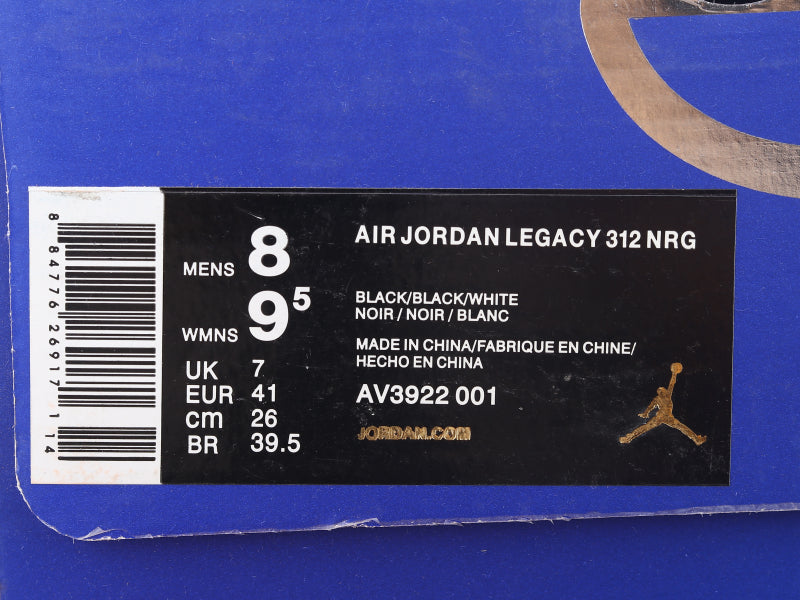 8 84776 26917 1 14
MENS 8
WMNS 9⁵
UK 7
EUR 41
cm 26
BR 39.5
AIR JORDAN LEGACY 312 NRG
BLACK/BLACK/WHITE
NOIR / NOIR / BLANC
MADE IN CHINA/FABRIQUE EN CHINE/
HECHO EN CHINA
AV3922 001
JORDAN.COM